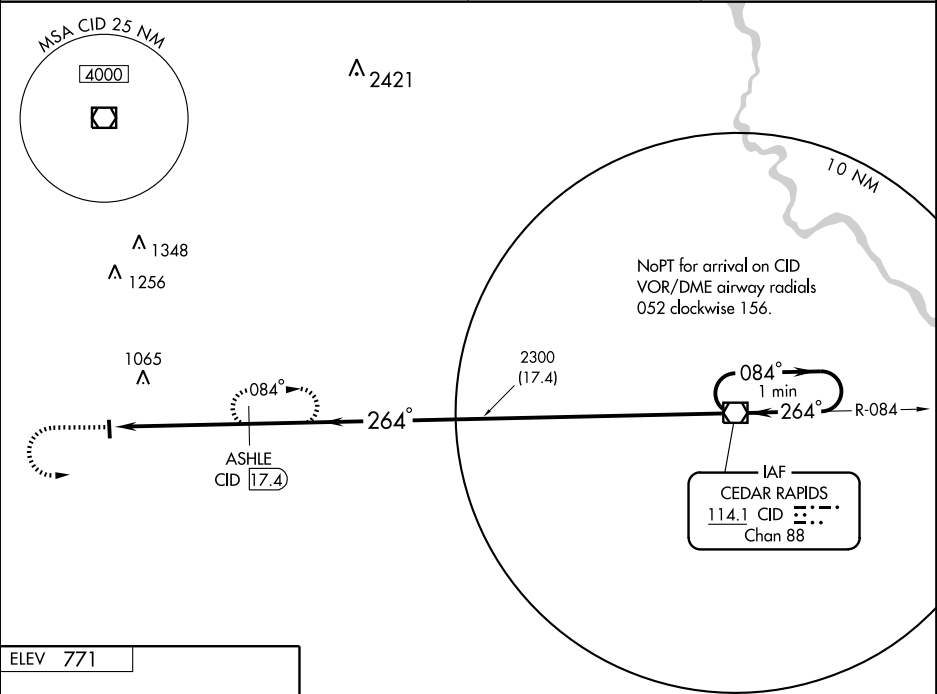 MSA CID 25 NM
4000
2421
10 NM
1348
1256
NoPT for arrival on CID
VOR/DME airway radials
052 clockwise 156.
1065
2300
(17.4)
084°
084°
1 min
264°
264°
R-084
ASHLE
CID 17.4
IAF
CEDAR RAPIDS
114.1 CID
Chan 88
ELEV 771